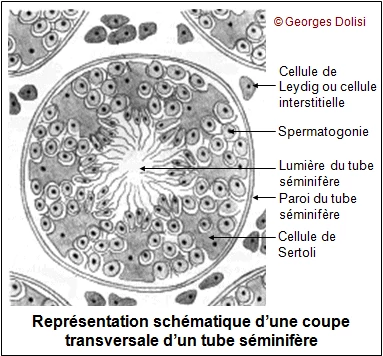 © Georges Dolisi
Cellule de
Leydig ou cellule
interstitielle
Spermatogonie
Lumière du tube
séminifère
Paroi du tube
séminifère
Cellule de
Sertoli
Représentation schématique d'une coupe
transversale d'un tube séminifère